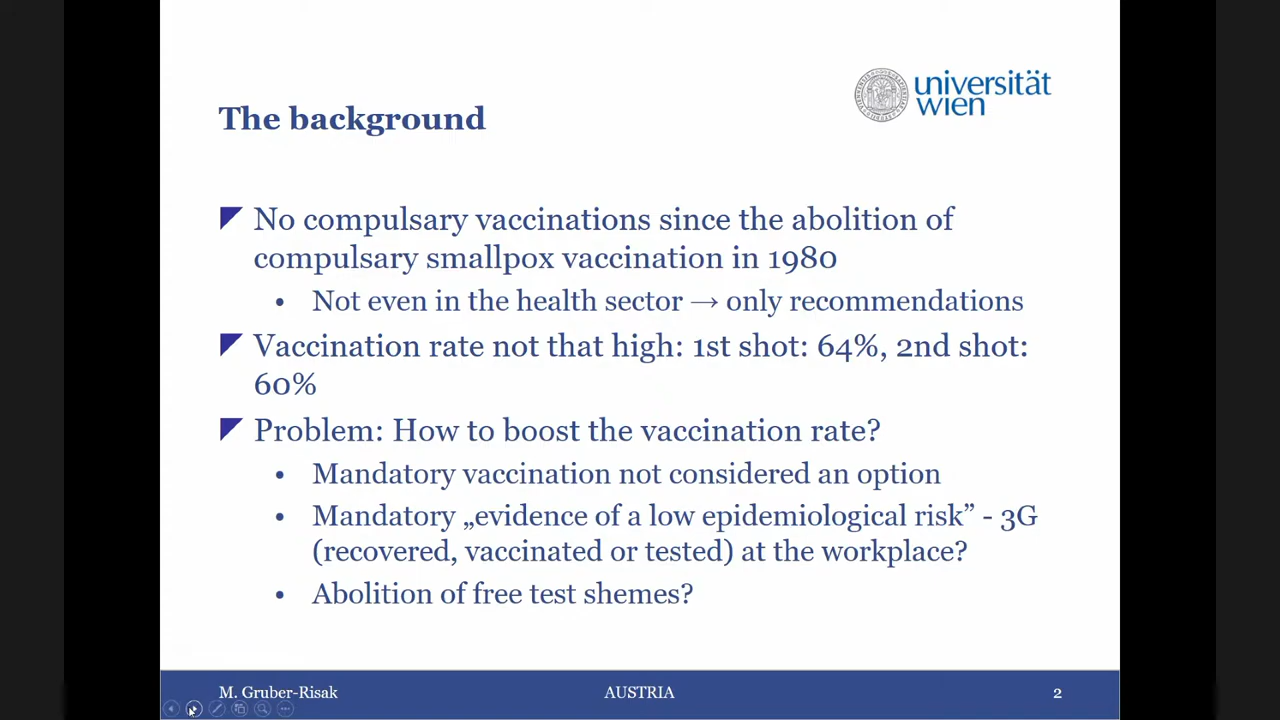 universität
wien
The background
No compulsary vaccinations since the abolition of
compulsary smallpox vaccination in 1980
• Not even in the health sector → only recommendations
Vaccination rate not that high: 1st shot: 64%, 2nd shot:
60%
Problem: How to boost the vaccination rate?
• Mandatory vaccination not considered an option
• Mandatory „evidence of a low epidemiological risk” - 3G
(recovered, vaccinated or tested) at the workplace?
• Abolition of free test shemes?
M. Gruber-Risak
AUSTRIA
2